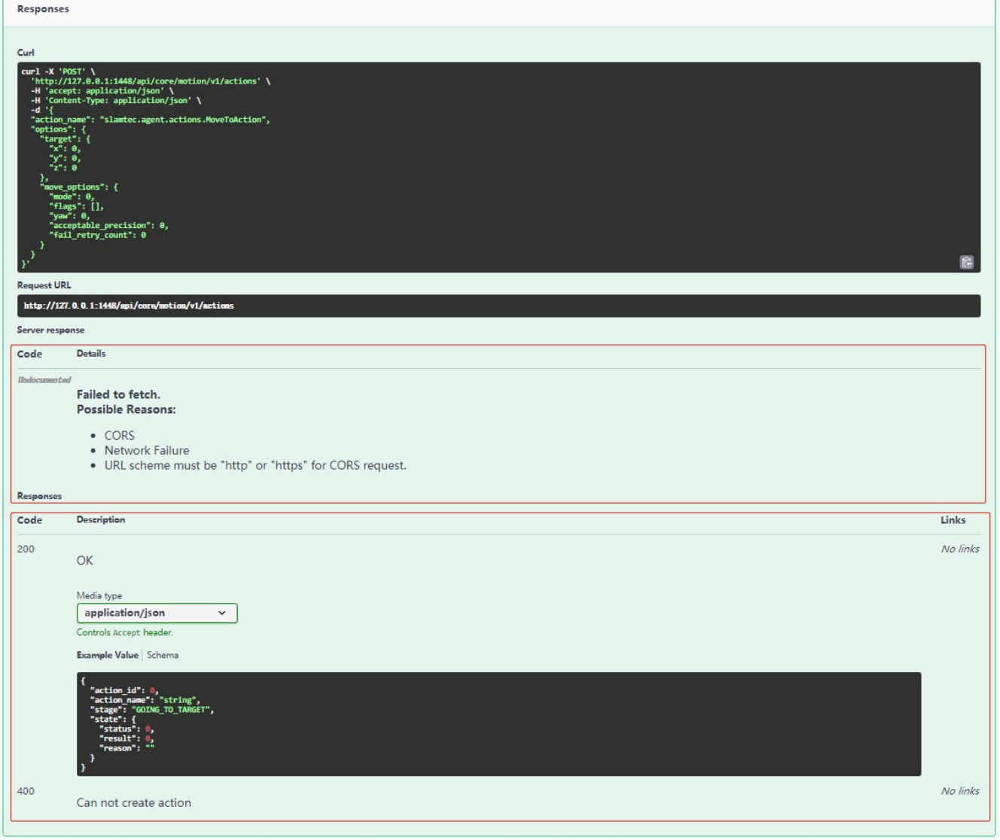 Responses
Curl
curl -X 'POST' \
'http://127.0.0.1:1448/api/core/motion/v1/actions' \
-H 'accept: application/json' \
-H 'Content-Type: application/json' \
-d '{
"action_name": "slamtec.agent.actions.MoveToAction",
"options": {
"target": {
"x": 0,
"y": 0,
"z": 0
},
"move_options": {
"mode": 0,
"flags": [],
"yaw": 0,
"acceptable_precision": 0,
"fail_retry_count": 0
}
}
}'
Request URL
http://127.0.0.1:1448/api/core/motion/v1/actions
Server response
Code Details
Undocumented
Failed to fetch.
Possible Reasons:
• CORS
• Network Failure
• URL scheme must be "http" or "https" for CORS request.
Responses
Code Description Links
200 No links
OK
Media type
application/json
Controls Accept header.
Example Value | Schema
{
"action_id": 0,
"action_name": "string",
"stage": "GOING_TO_TARGET",
"state": {
"status": 0,
"result": 0,
"reason": ""
}
}
400 No links
Can not create action